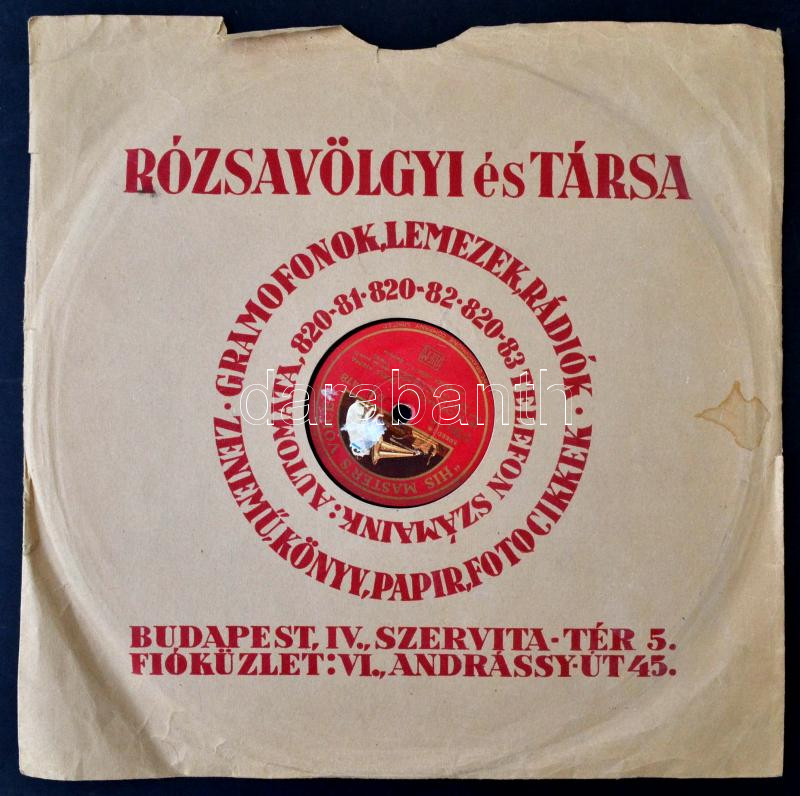 RÓZSAVÖLGYI és TÁRSA
· GRAMOFONOK, LEMEZEK, RÁDIÓK ·
ZENEMŰ, KÖNYV, PAPIR, FOTOCIKKEK
TELEFON SZÁMAINK: AUTOMATA, 820-81·820-82·820-83
"HIS MASTER'S VOICE"
darabanth
BUDAPEST, IV., SZERVITA-TÉR 5.
FIÓKÜZLET: VI., ANDRÁSSY-ÚT 45.